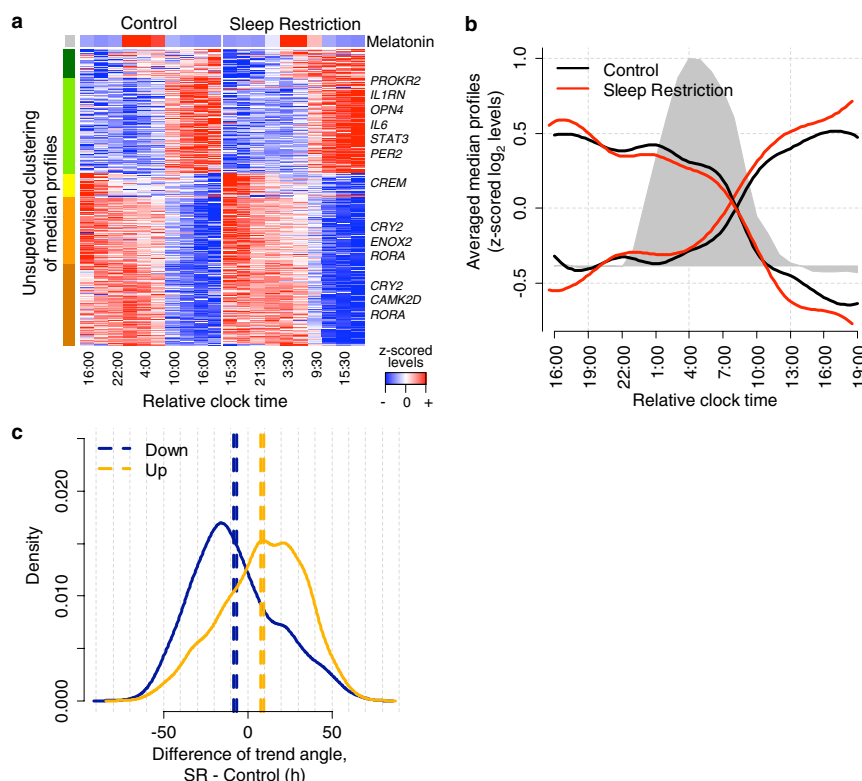 a
Control
Sleep Restriction
Melatonin
Unsupervised clustering
of median profiles
PROKR2
IL1RN
OPN4
IL6
STAT3
PER2
CREM
CRY2
ENOX2
RORA
CRY2
CAMK2D
RORA
16:00 22:00 4:00 10:00 16:00 15:30 21:30 3:30 9:30 15:30
Relative clock time
z-scored
levels
- 0 +
b
Averaged median profiles
(z-scored log2 levels)
1.0
0.5
0.0
-0.5
Control
Sleep Restriction
16:00 19:00 22:00 1:00 4:00 7:00 10:00 13:00 16:00 19:00
Relative clock time
c
Down
Up
Density
0.020
0.010
0.000
-50 0 50
Difference of trend angle,
SR - Control (h)